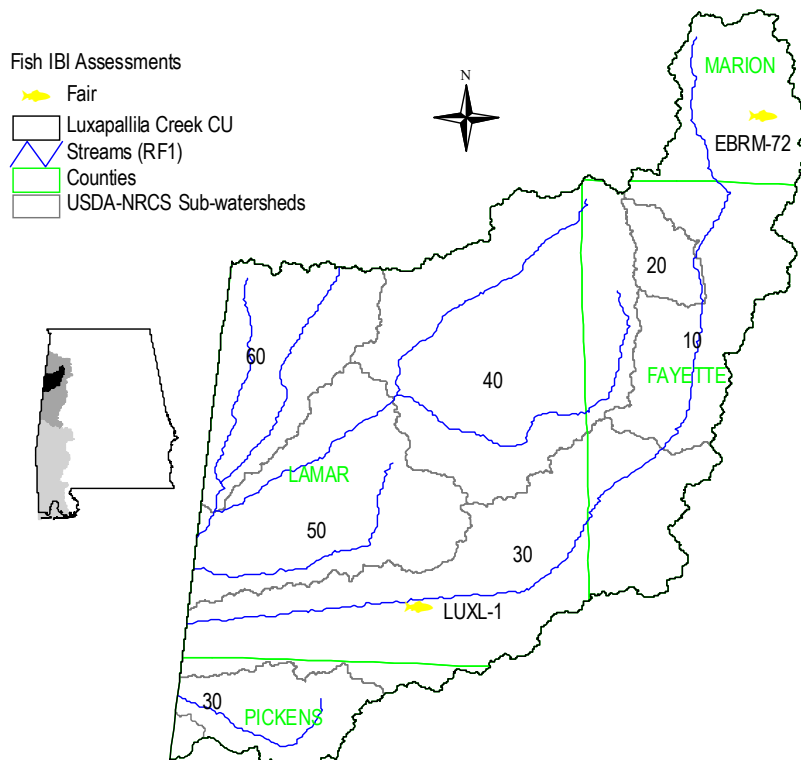 Fish IBI Assessments
Fair
Luxapallila Creek CU
Streams (RF1)
Counties
USDA-NRCS Sub-watersheds
N
MARION
EBRM-72
20
10
60
40
FAYETTE
LAMAR
50
30
LUXL-1
30
PICKENS